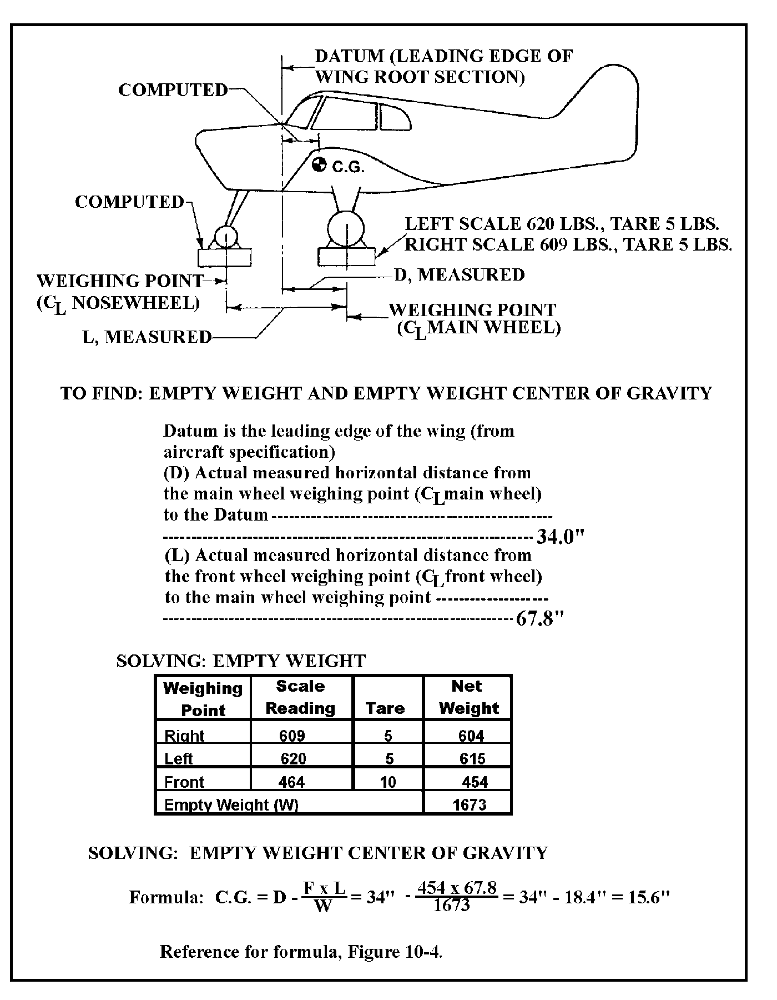 DATUM (LEADING EDGE OF
WING ROOT SECTION)
COMPUTED
C.G.
COMPUTED
LEFT SCALE 620 LBS., TARE 5 LBS.
RIGHT SCALE 609 LBS., TARE 5 LBS.
D, MEASURED
WEIGHING POINT
(CL NOSEWHEEL)
WEIGHING POINT
(CL MAIN WHEEL)
L, MEASURED
TO FIND: EMPTY WEIGHT AND EMPTY WEIGHT CENTER OF GRAVITY
Datum is the leading edge of the wing (from
aircraft specification)
(D) Actual measured horizontal distance from
the main wheel weighing point (CL main wheel)
to the Datum --------------------------------------------------
------------------------------------------------------------------ 34.0"
(L) Actual measured horizontal distance from
the front wheel weighing point (CL front wheel)
to the main wheel weighing point --------------------
-------------------------------------------------------------- 67.8"
SOLVING: EMPTY WEIGHT
Weighing Point Scale Reading Tare Net Weight
Right 609 5 604
Left 620 5 615
Front 464 10 454
Empty Weight (W) 1673
SOLVING: EMPTY WEIGHT CENTER OF GRAVITY
Formula: C.G. = D - F x L / W = 34" - 454 x 67.8 / 1673 = 34" - 18.4" = 15.6"
Reference for formula, Figure 10-4.